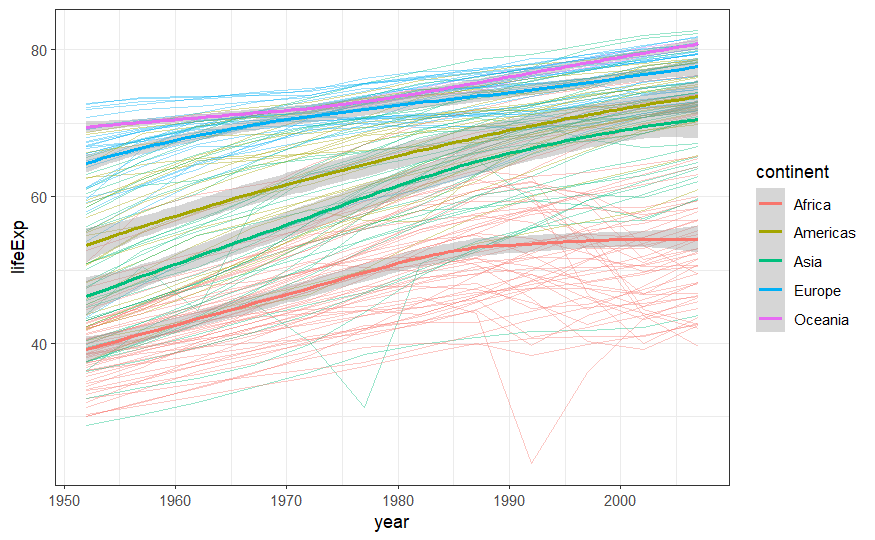 80
60
40
lifeExp
1950 1960 1970 1980 1990 2000
year
continent
Africa
Americas
Asia
Europe
Oceania